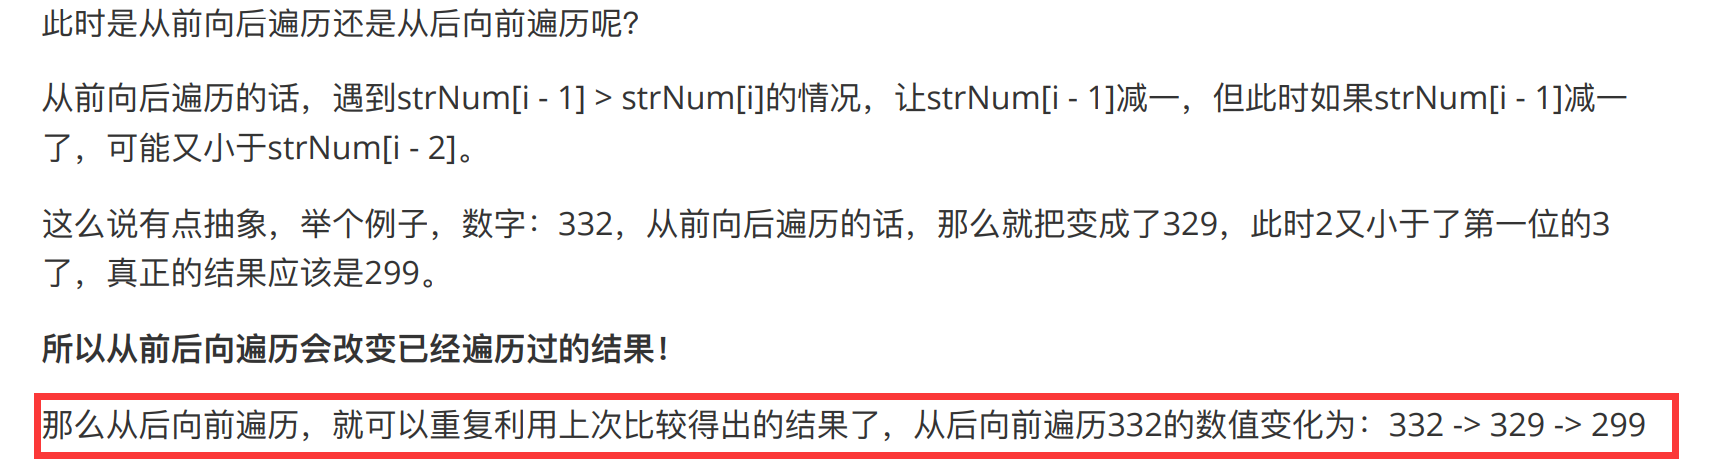 此时是从前向后遍历还是从后向前遍历呢?
从前向后遍历的话，遇到strNum[i - 1] > strNum[i]的情况，让strNum[i - 1]减一，但此时如果strNum[i - 1]减一
了，可能又小于strNum[i - 2]。
这么说有点抽象，举个例子，数字：332，从前向后遍历的话，那么就把变成了329，此时2又小于了第一位的3
了，真正的结果应该是299。
所以从前后向遍历会改变已经遍历过的结果！
那么从后向前遍历，就可以重复利用上次比较得出的结果了，从后向前遍历332的数值变化为：332 -> 329 -> 299